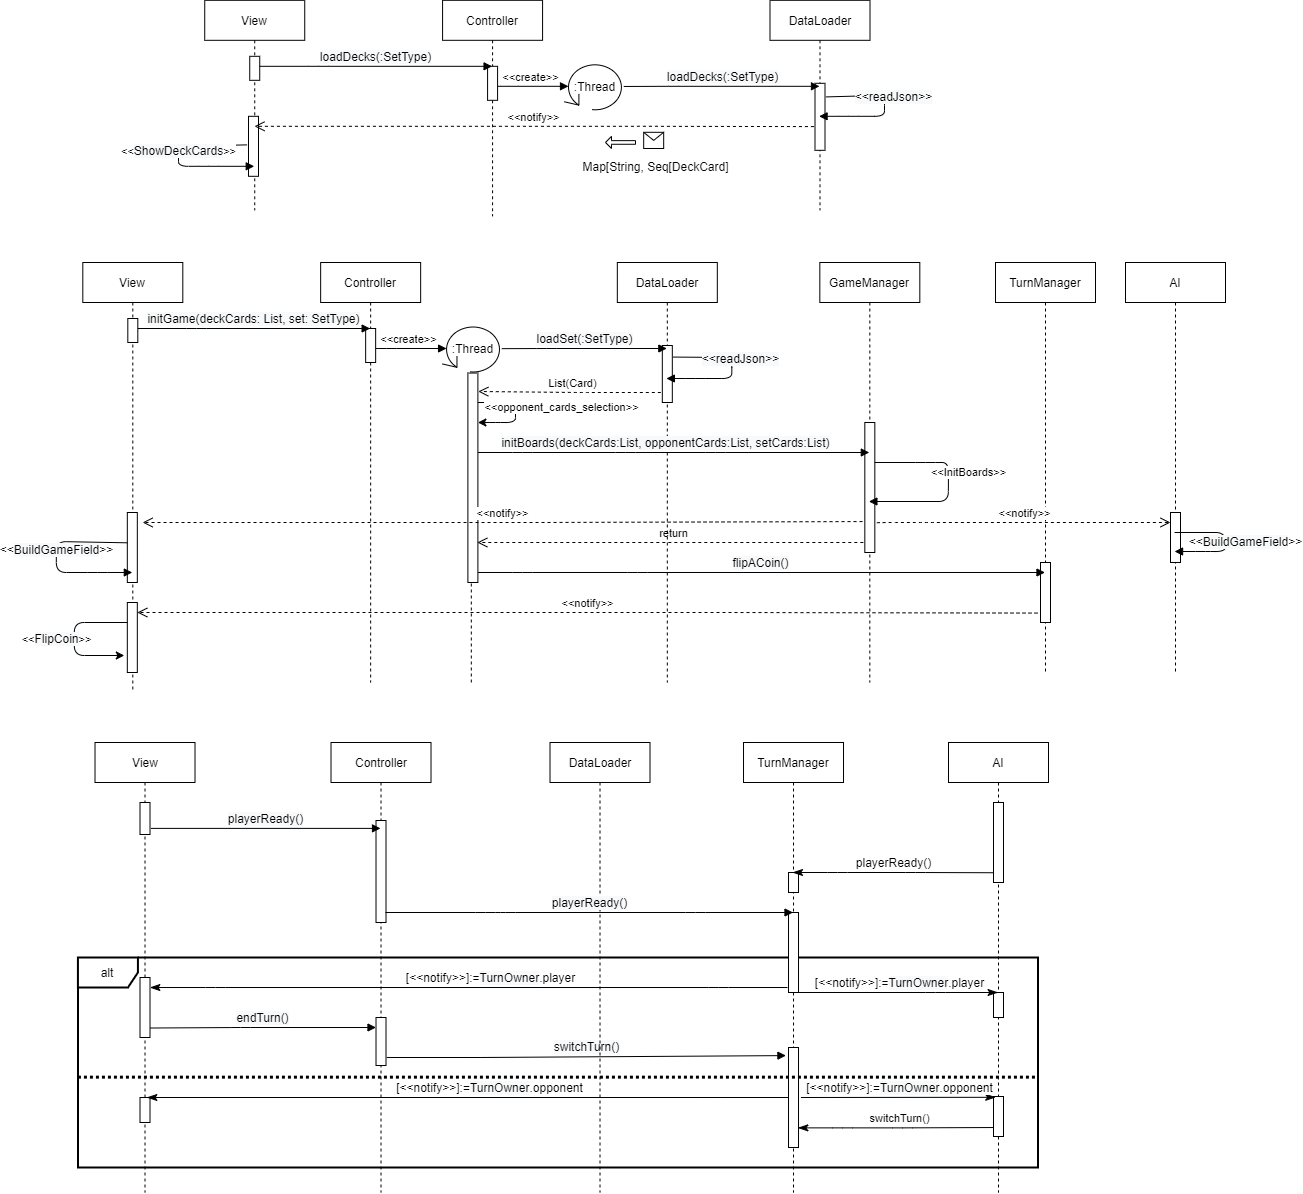 View
Controller
DataLoader
loadDecks(:SetType)
<<create>>
:Thread
loadDecks(:SetType)
<<readJson>>
<<notify>>
<<ShowDeckCards>>
Map[String, Seq[DeckCard]
View
Controller
DataLoader
GameManager
TurnManager
AI
initGame(deckCards: List, set: SetType)
<<create>>
:Thread
loadSet(:SetType)
<<readJson>>
List(Card)
<<opponent_cards_selection>>
initBoards(deckCards:List, opponentCards:List, setCards:List)
<<InitBoards>>
<<notify>>
<<notify>>
return
<<BuildGameField>>
<<BuildGameField>>
flipACoin()
<<notify>>
<<FlipCoin>>
View
Controller
DataLoader
TurnManager
AI
playerReady()
playerReady()
playerReady()
alt
[<<notify>>]:=TurnOwner.player
[<<notify>>]:=TurnOwner.player
endTurn()
switchTurn()
[<<notify>>]:=TurnOwner.opponent
[<<notify>>]:=TurnOwner.opponent
switchTurn()